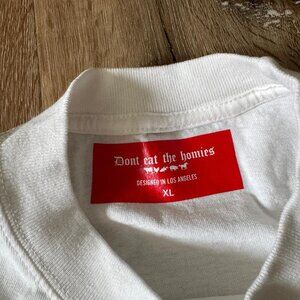 Dont eat the homies
DESIGNED IN LOS ANGELES
XL